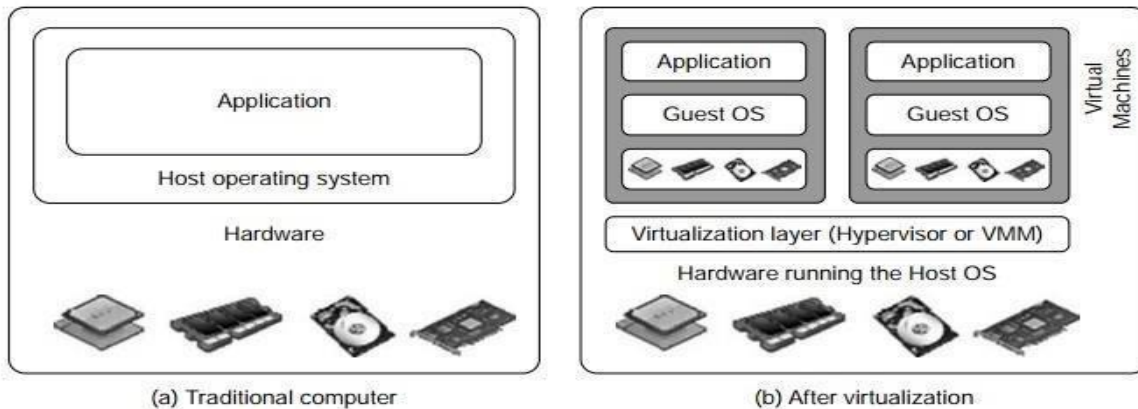 Application
Host operating system
Hardware
(a) Traditional computer
Application
Guest OS
Application
Guest OS
Virtual
Machines
Virtualization layer (Hypervisor or VMM)
Hardware running the Host OS
(b) After virtualization